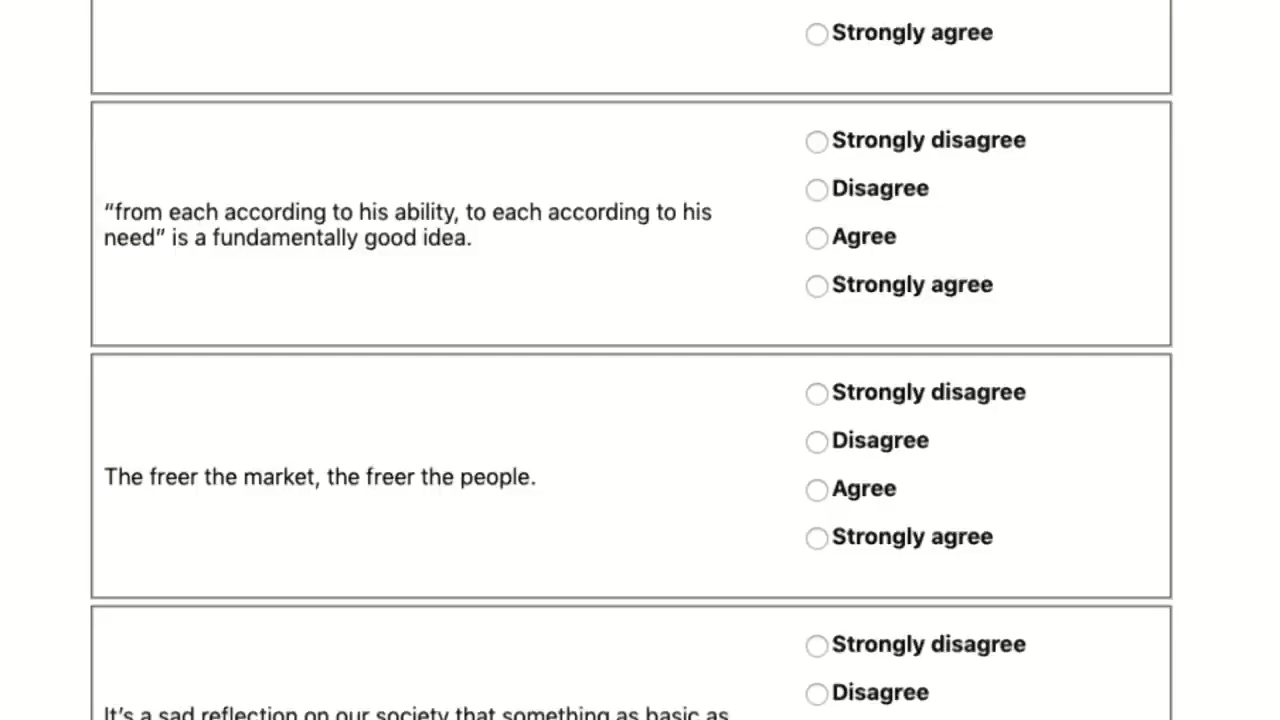 Strongly agree
Strongly disagree
Disagree
“from each according to his ability, to each according to his
need” is a fundamentally good idea.
Agree
Strongly agree
Strongly disagree
Disagree
The freer the market, the freer the people.
Agree
Strongly agree
Strongly disagree
Disagree
It’s a sad reflection on our society that something as basic as